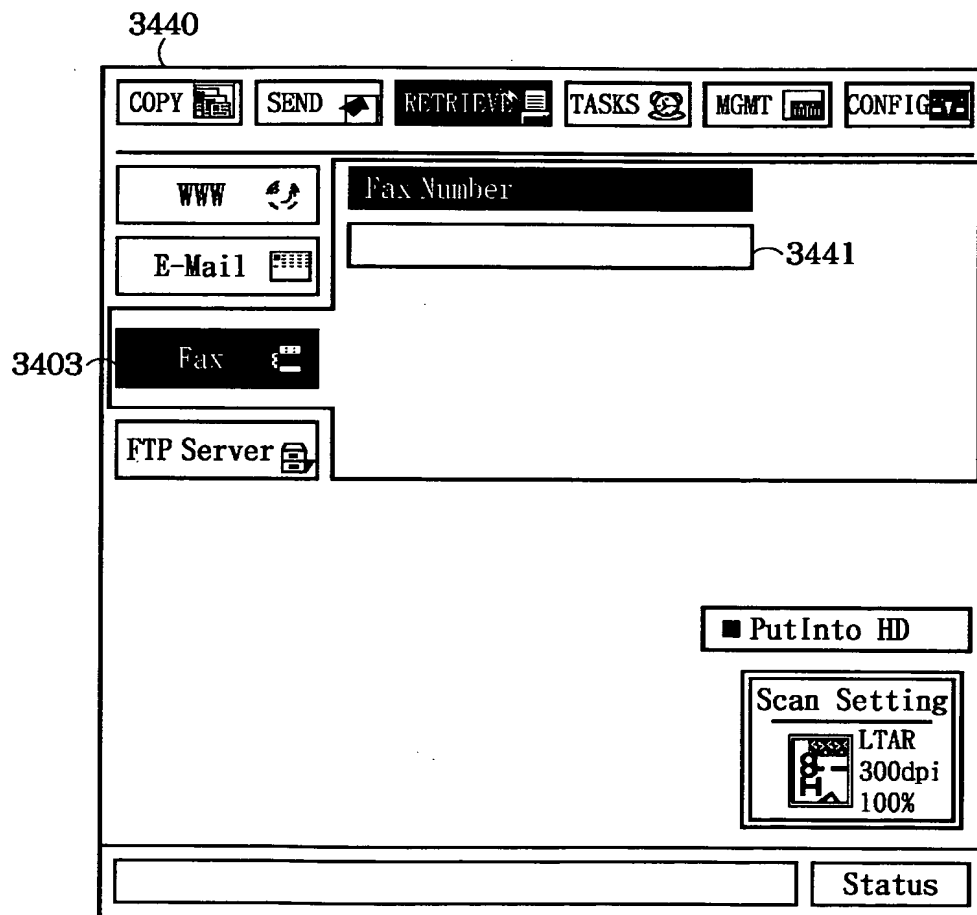 3440
COPY SEND RETRIEVE TASKS MGMT CONFIG
WWW
Fax Number
E-Mail
3441
3403
Fax
FTP Server
PutInto HD
Scan Setting
LTAR
300dpi
100%
Status